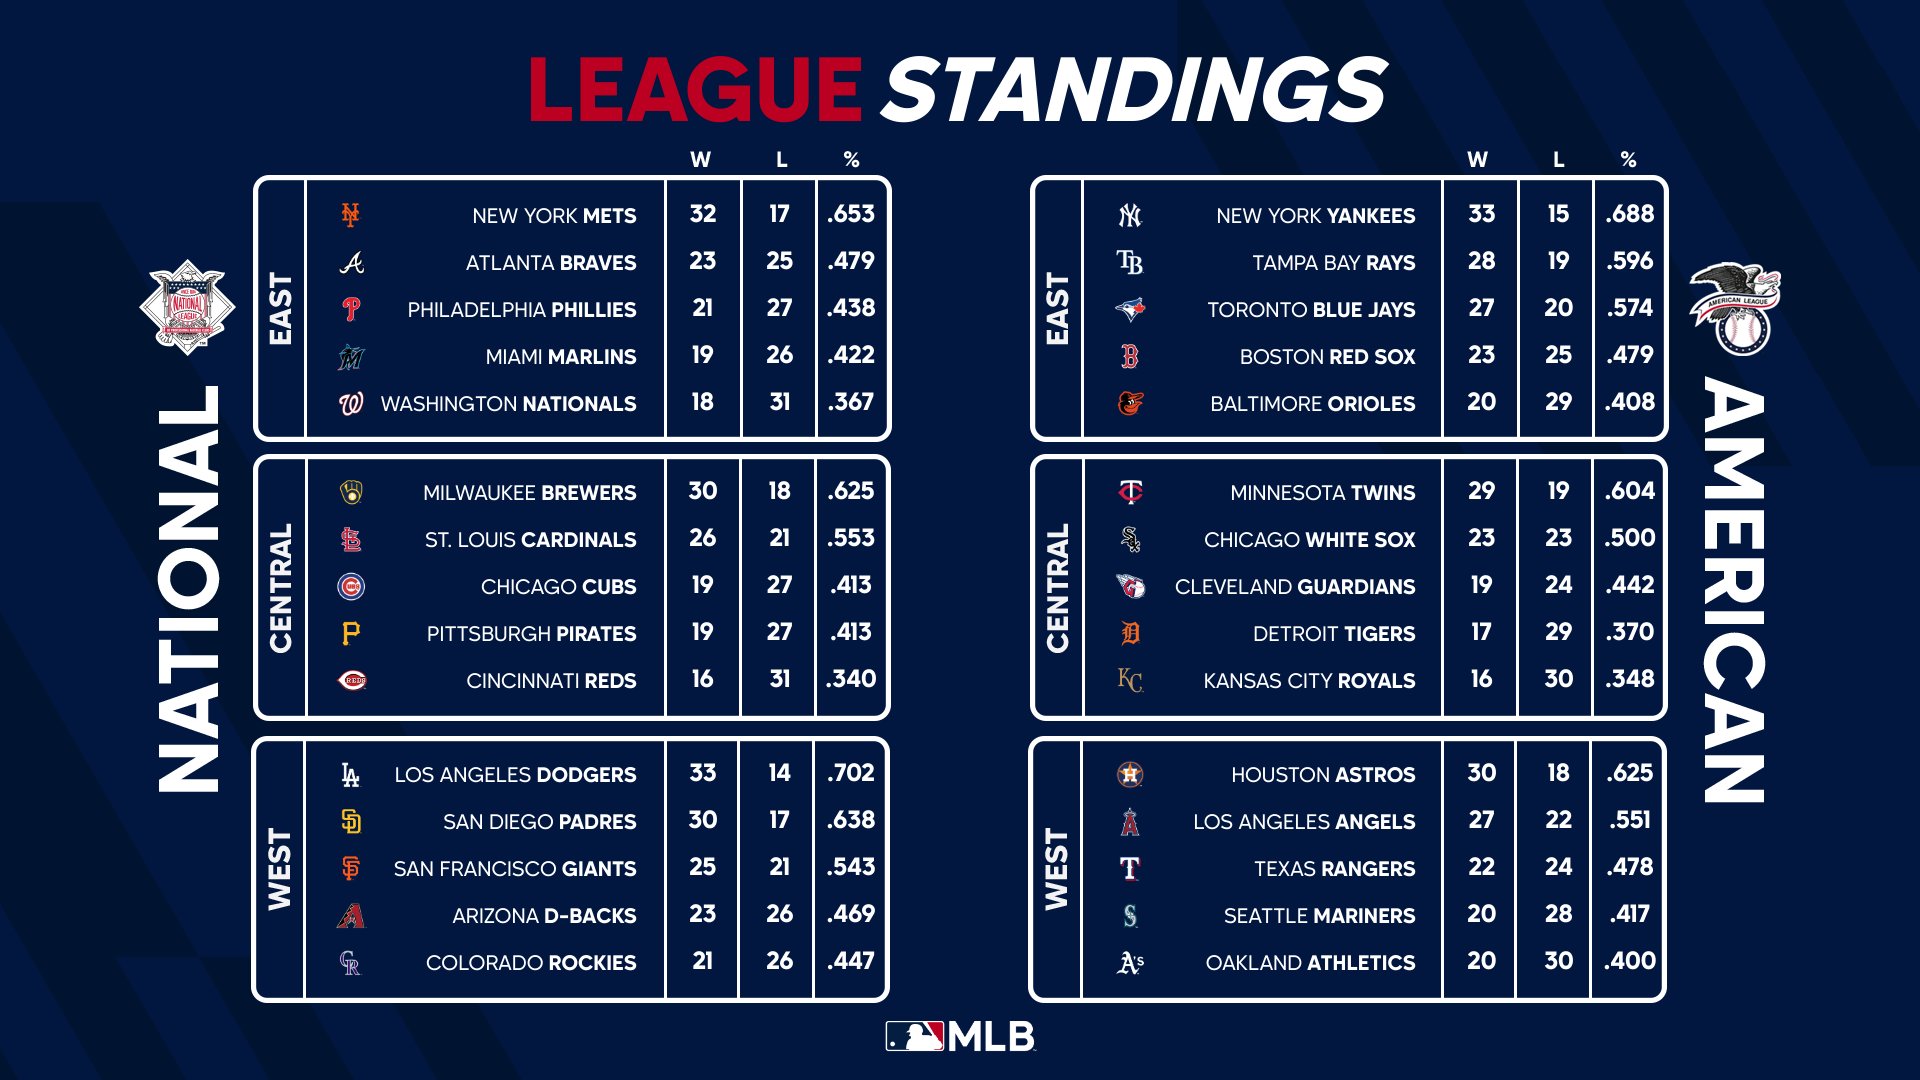 LEAGUE STANDINGS
W L %
EAST
NEW YORK METS 32 17 .653
ATLANTA BRAVES 23 25 .479
PHILADELPHIA PHILLIES 21 27 .438
MIAMI MARLINS 19 26 .422
WASHINGTON NATIONALS 18 31 .367
NATIONAL LEAGUE
NATIONAL
CENTRAL
MILWAUKEE BREWERS 30 18 .625
ST. LOUIS CARDINALS 26 21 .553
CHICAGO CUBS 19 27 .413
PITTSBURGH PIRATES 19 27 .413
CINCINNATI REDS 16 31 .340
WEST
LOS ANGELES DODGERS 33 14 .702
SAN DIEGO PADRES 30 17 .638
SAN FRANCISCO GIANTS 25 21 .543
ARIZONA D-BACKS 23 26 .469
COLORADO ROCKIES 21 26 .447
W L %
EAST
NEW YORK YANKEES 33 15 .688
TAMPA BAY RAYS 28 19 .596
TORONTO BLUE JAYS 27 20 .574
BOSTON RED SOX 23 25 .479
BALTIMORE ORIOLES 20 29 .408
AMERICAN LEAGUE
AMERICAN
CENTRAL
MINNESOTA TWINS 29 19 .604
CHICAGO WHITE SOX 23 23 .500
CLEVELAND GUARDIANS 19 24 .442
DETROIT TIGERS 17 29 .370
KANSAS CITY ROYALS 16 30 .348
WEST
HOUSTON ASTROS 30 18 .625
LOS ANGELES ANGELS 27 22 .551
TEXAS RANGERS 22 24 .478
SEATTLE MARINERS 20 28 .417
OAKLAND ATHLETICS 20 30 .400
MLB